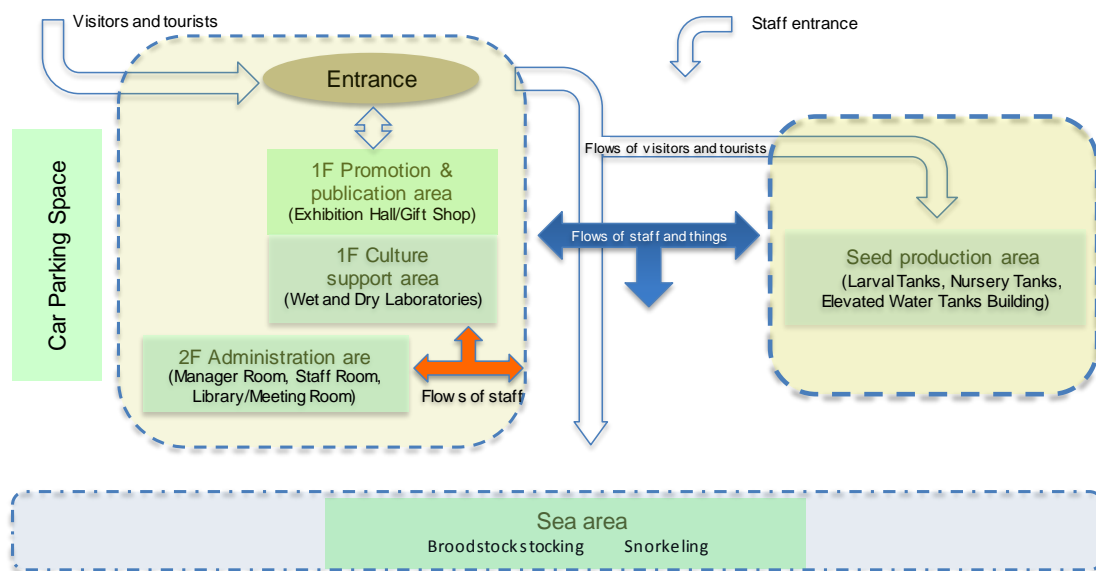 Visitors and tourists
Staff entrance
Entrance
Car Parking Space
1F Promotion &
publication area
(Exhibition Hall/Gift Shop)
1F Culture
support area
(Wet and Dry Laboratories)
2F Administration are
(Manager Room, Staff Room,
Library/Meeting Room)
Flows of staff
Flows of visitors and tourists
Flows of staff and things
Seed production area
(Larval Tanks, Nursery Tanks,
Elevated Water Tanks Building)
Sea area
Broodstock stocking Snorkeling